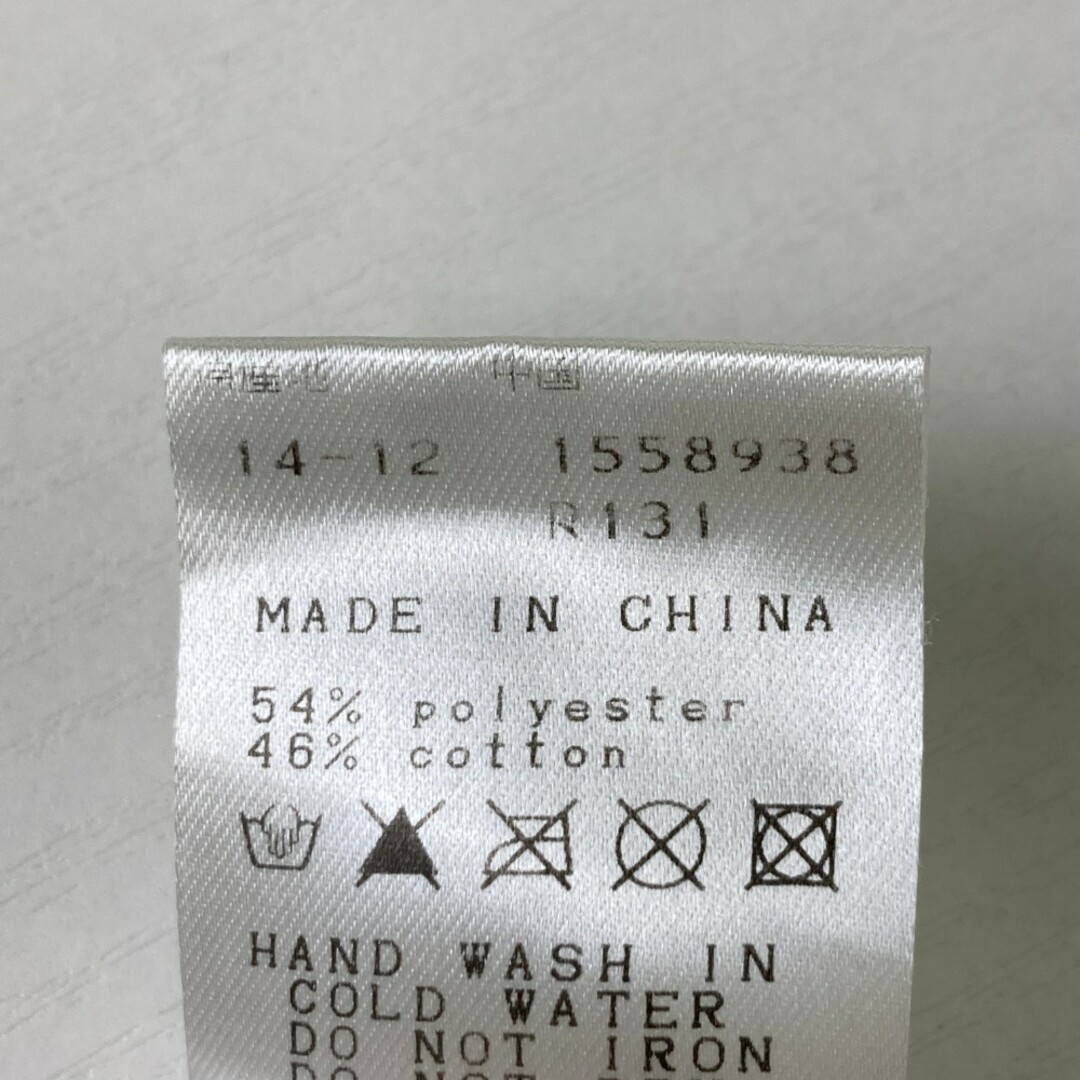 中国
14-12 1558938
R131
MADE IN CHINA
54% polyester
46% cotton
HAND WASH IN
COLD WATER
DO NOT IRON